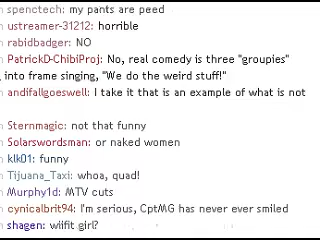 spenctech: my pants are peed
ustreamer-31212: horrible
rabidbadger: NO
PatrickD-ChibiProj: No, real comedy is three "groupies"
into frame singing, "We do the weird stuff!"
andifallgoeswell: I take it that is an example of what is not
Sternmagic: not that funny
Solarswordsman: or naked women
klk01: funny
Tijuana_Taxi: whoa, quad!
Murphy1d: MTV cuts
cynicalbrit94: I'm serious, CptMG has never ever smiled
shagen: wiifit girl?